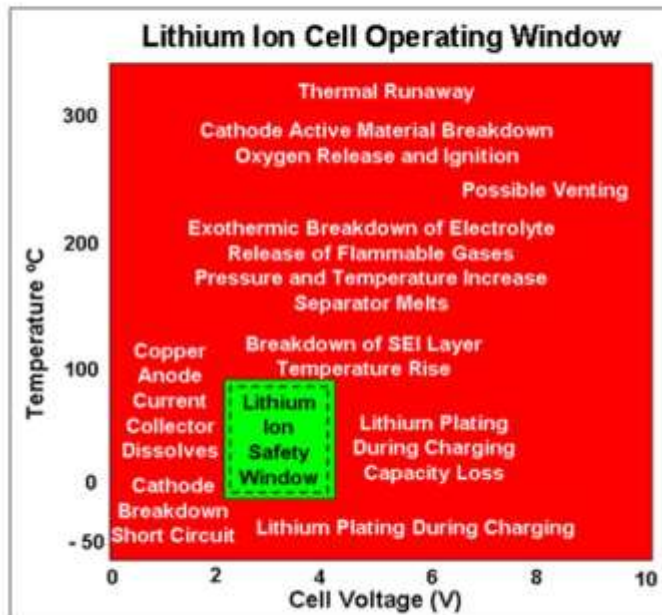 Lithium Ion Cell Operating Window
Thermal Runaway
Cathode Active Material Breakdown
Oxygen Release and Ignition
Possible Venting
Exothermic Breakdown of Electrolyte
Release of Flammable Gases
Pressure and Temperature Increase
Separator Melts
Breakdown of SEI Layer
Temperature Rise
Copper
Anode
Current
Collector
Dissolves
Lithium
Ion
Safety
Window
Lithium Plating
During Charging
Capacity Loss
Cathode
Breakdown
Short Circuit
Lithium Plating During Charging
Temperature ºC
300
200
100
0
- 50
0 2 4 6 8 10
Cell Voltage (V)